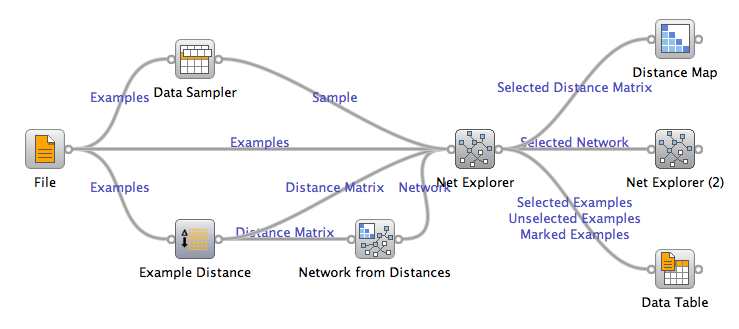 Distance Map
Data Sampler
Selected Distance Matrix
Examples
Sample
Examples
Selected Network
File
Net Explorer
Net Explorer (2)
Examples
Distance Matrix
Network
Selected Examples
Unselected Examples
Marked Examples
Distance Matrix
Example Distance
Network from Distances
Data Table